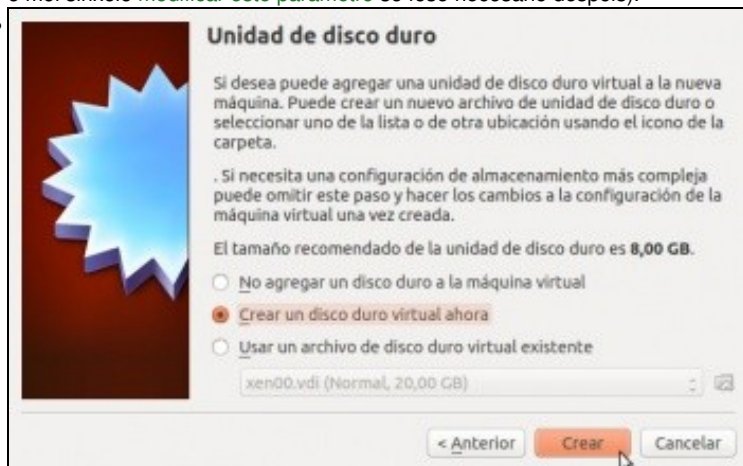 Unidad de disco duro
Si desea puede agregar una unidad de disco duro virtual a la nueva
máquina. Puede crear un nuevo archivo de unidad de disco duro o
seleccionar uno de la lista o de otra ubicación usando el icono de la
carpeta.
. Si necesita una configuración de almacenamiento más compleja
puede omitir este paso y hacer los cambios a la configuración de la
máquina virtual una vez creada.
El tamaño recomendado de la unidad de disco duro es 8,00 GB.
No agregar un disco duro a la máquina virtual
Crear un disco duro virtual ahora
Usar un archivo de disco duro virtual existente
xen00.vdi (Normal, 20,00 GB)
< Anterior Crear Cancelar